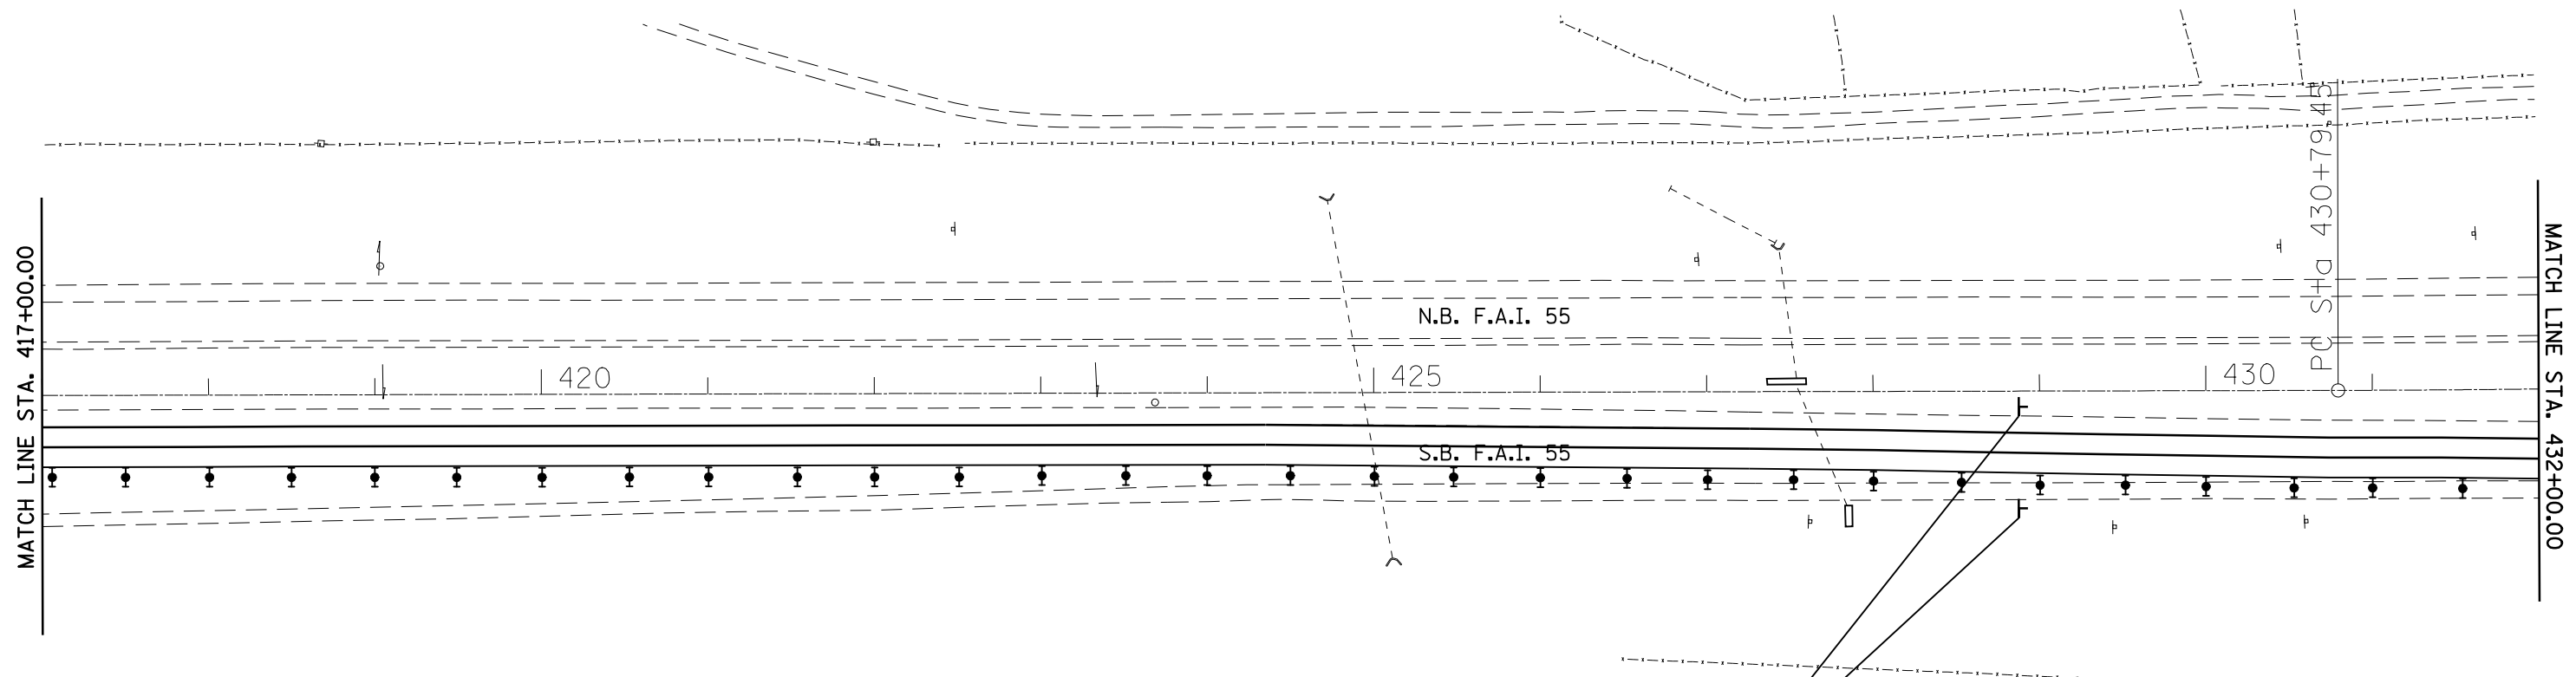 MATCH LINE STA. 417+00.00
N.B. F.A.I. 55
420
425
430
PC Sta 430+79.45
S.B. F.A.I. 55
MATCH LINE STA. 432+00.00